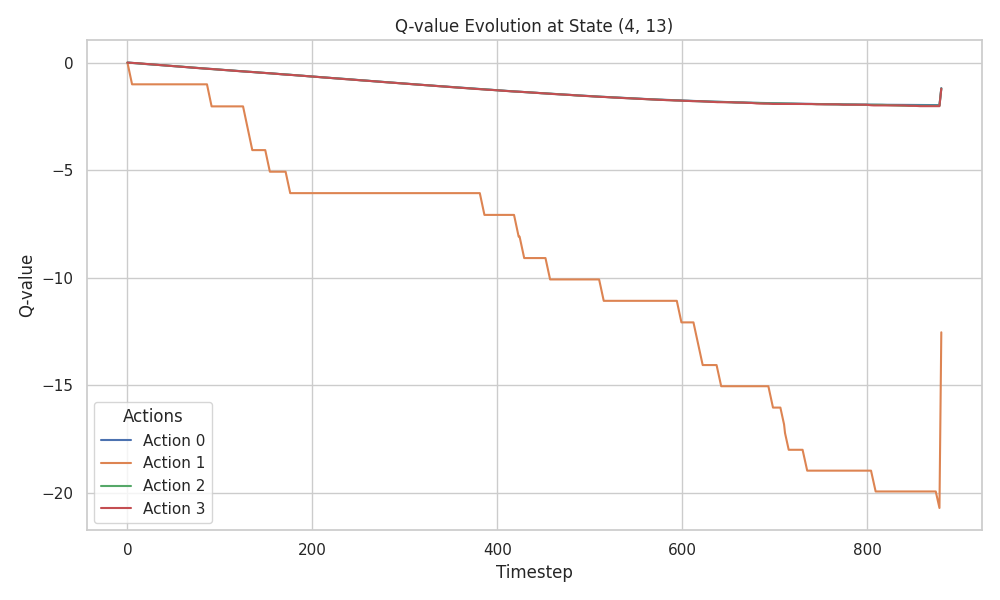 Q-value Evolution at State (4, 13)
0
−5
−10
−15
−20
Q-value
Actions
Action 0
Action 1
Action 2
Action 3
0 200 400 600 800
Timestep